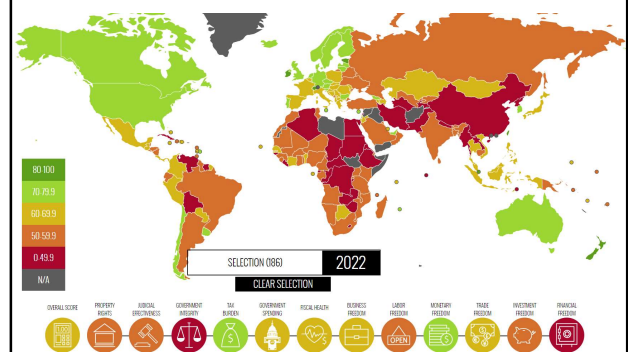 80-100
70-79.9
60-69.9
50-59.9
0-49.9
N/A
SELECTION (186)
2022
CLEAR SELECTION
OVERALL SCORE
PROPERTY RIGHTS
JUDICIAL EFFECTIVENESS
GOVERNMENT INTEGRITY
TAX BURDEN
GOVERNMENT SPENDING
FISCAL HEALTH
BUSINESS FREEDOM
LABOR FREEDOM
MONETARY FREEDOM
TRADE FREEDOM
INVESTMENT FREEDOM
FINANCIAL FREEDOM
$
$
OPEN
$